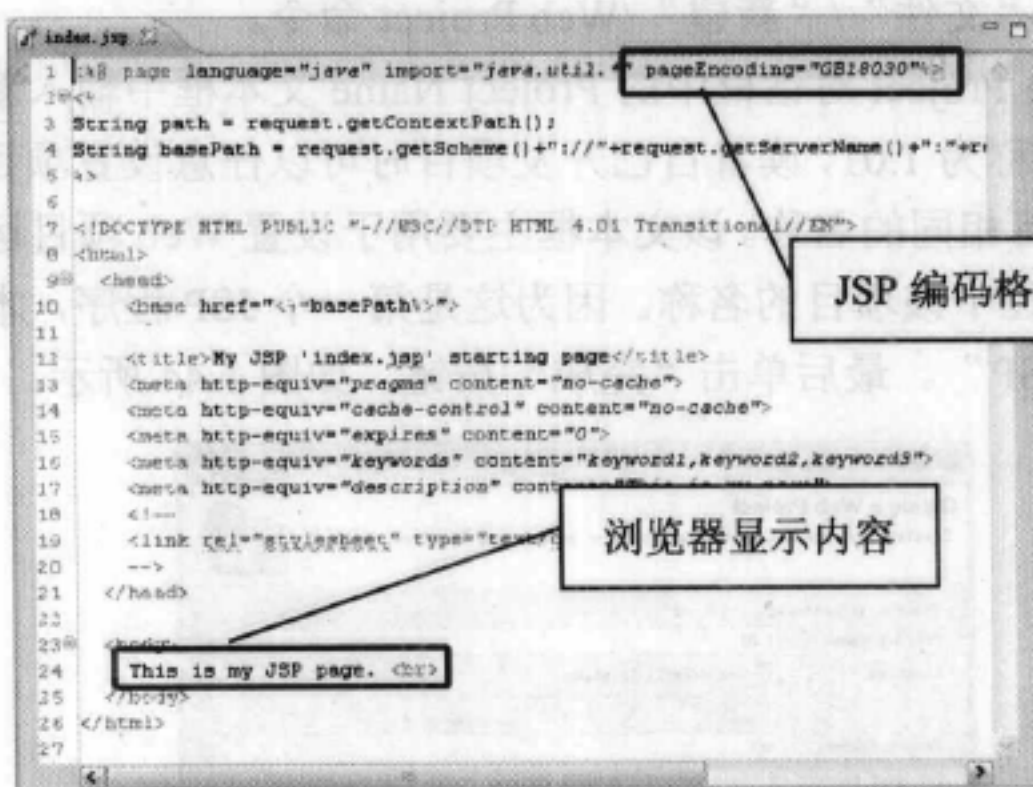 index.jsp
1 <%@ page language="java" import="java.util.*" pageEncoding="GB18030"%>
2 <%
3 String path = request.getContextPath();
4 String basePath = request.getScheme()+"://"+request.getServerName()+":"+re
5 %>
6
7 <!DOCTYPE HTML PUBLIC "-//W3C//DTD HTML 4.01 Transitional//EN">
8 <html>
9 <head>
JSP 编码格
10 <base href="<%=basePath%>">
11
12 <title>My JSP 'index.jsp' starting page</title>
13 <meta http-equiv="pragma" content="no-cache">
14 <meta http-equiv="cache-control" content="no-cache">
15 <meta http-equiv="expires" content="0">
16 <meta http-equiv="keywords" content="keyword1,keyword2,keyword3">
17 <meta http-equiv="description"
18 <!--
19 <link rel="stylesheet"
浏览器显示内容
20 -->
21 </head>
22
23 <body>
24 This is my JSP page. <br>
25 </body>
26 </html>
27